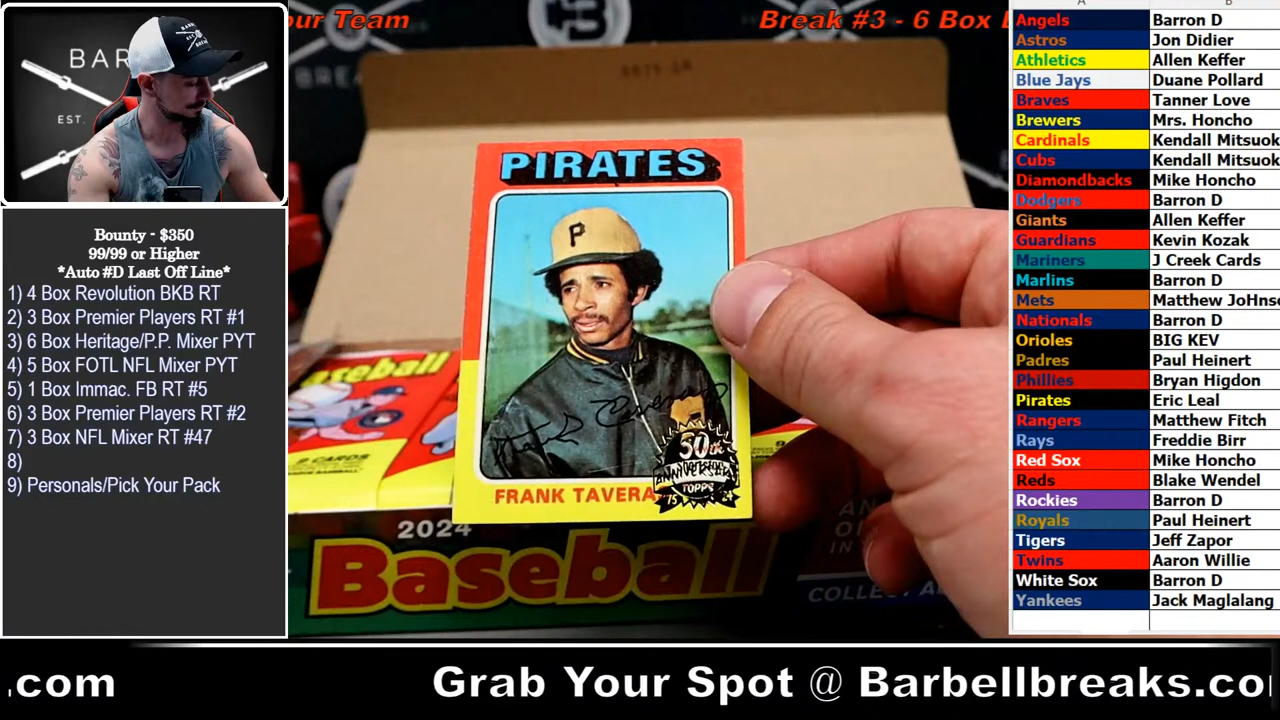 our Team
Break #3 - 6 Box
BAR
EST.
Bounty - $350
99/99 or Higher
*Auto #D Last Off Line*
1) 4 Box Revolution BKB RT
2) 3 Box Premier Players RT #1
3) 6 Box Heritage/P.P. Mixer PYT
4) 5 Box FOTL NFL Mixer PYT
5) 1 Box Immac. FB RT #5
6) 3 Box Premier Players RT #2
7) 3 Box NFL Mixer RT #47
8)
9) Personals/Pick Your Pack
PIRATES
P
50th
ANNIVERSARY
TOPPS
FRANK TAVERA
Baseball
CARDS
2024
Baseball
COLLECT
A
B
Angels Barron D
Astros Jon Didier
Athletics Allen Keffer
Blue Jays Duane Pollard
Braves Tanner Love
Brewers Mrs. Honcho
Cardinals Kendall Mitsuok
Cubs Kendall Mitsuok
Diamondbacks Mike Honcho
Dodgers Barron D
Giants Allen Keffer
Guardians Kevin Kozak
Mariners J Creek Cards
Marlins Barron D
Mets Matthew JoHnso
Nationals Barron D
Orioles BIG KEV
Padres Paul Heinert
Phillies Bryan Higdon
Pirates Eric Leal
Rangers Matthew Fitch
Rays Freddie Birr
Red Sox Mike Honcho
Reds Blake Wendel
Rockies Barron D
Royals Paul Heinert
Tigers Jeff Zapor
Twins Aaron Willie
White Sox Barron D
Yankees Jack Maglalang
.com
Grab Your Spot @ Barbellbreaks.co